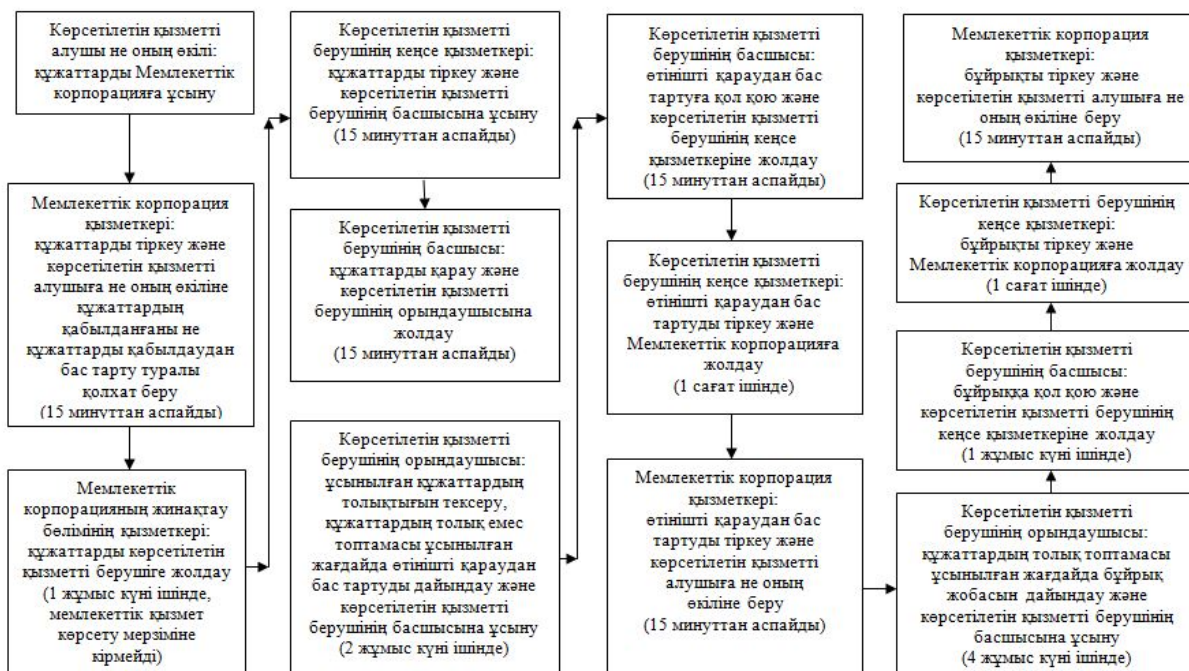 Көрсетілетін қызметті
алушы не оның өкілі:
құжаттарды Мемлекеттік
корпорацияға ұсыну
Мемлекеттік корпорация
қызметкері:
құжаттарды тіркеу және
көрсетілетін қызметті
алушыға не оның өкіліне
құжаттардың
қабылданғаны не
құжаттарды қабылдаудан
бас тарту туралы
қолхат беру
(15 минуттан аспайды)
Мемлекеттік
корпорацияның жинақтау
бөлімінің қызметкері:
құжаттарды көрсетілетін
қызметті берушіге жолдау
(1 жұмыс күні ішінде,
мемлекеттік қызмет
көрсету мерзіміне
кірмейді)
Көрсетілетін қызметті
берушінің кеңсе қызметкері:
құжаттарды тіркеу және
көрсетілетін қызметті
берушінің басшысына ұсыну
(15 минуттан аспайды)
Көрсетілетін қызметті
берушінің басшысы:
құжаттарды қарау және
көрсетілетін қызметті
берушінің орындаушысына
жолдау
(15 минуттан аспайды)
Көрсетілетін қызметті
берушінің орындаушысы:
ұсынылған құжаттардың
толықтығын тексеру,
құжаттардың толық емес
топтамасы ұсынылған
жағдайда өтінішті қараудан
бас тартуды дайындау және
көрсетілетін қызметті
берушінің басшысына ұсыну
(2 жұмыс күні ішінде)
Көрсетілетін қызметті
берушінің басшысы:
өтінішті қараудан бас
тартуға қол қою және
көрсетілетін қызметті
берушінің кеңсе
қызметкеріне жолдау
(15 минуттан аспайды)
Көрсетілетін қызметті
берушінің кеңсе қызметкері:
өтінішті қараудан бас
тартуды тіркеу және
Мемлекеттік корпорацияға
жолдау
(1 сағат ішінде)
Мемлекеттік корпорация
қызметкері:
өтінішті қараудан бас
тартуды тіркеу және
көрсетілетін қызметті
алушыға не оның
өкіліне беру
(15 минуттан аспайды)
Мемлекеттік корпорация
қызметкері:
бұйрықты тіркеу және
көрсетілетін қызметті алушыға не
оның өкіліне беру
(15 минуттан аспайды)
Көрсетілетін қызметті берушінің
кеңсе қызметкері:
бұйрықты тіркеу және
Мемлекеттік корпорацияға жолдау
(1 сағат ішінде)
Көрсетілетін қызметті
берушінің басшысы:
бұйрыққа қол қою және
көрсетілетін қызметті берушінің
кеңсе қызметкеріне жолдау
(1 жұмыс күні ішінде)
Көрсетілетін қызметті
берушінің орындаушысы:
құжаттардың толық топтамасы
ұсынылған жағдайда бұйрық
жобасын дайындау және
көрсетілетін қызметті берушінің
басшысына ұсыну
(4 жұмыс күні ішінде)